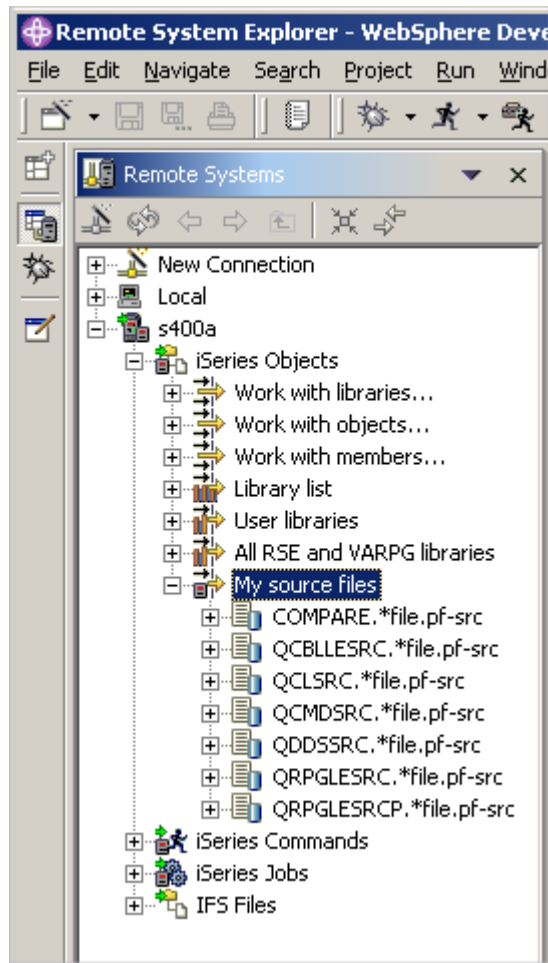 Remote System Explorer - WebSphere Deve
File Edit Navigate Search Project Run Wind
Remote Systems
New Connection
Local
s400a
iSeries Objects
Work with libraries...
Work with objects...
Work with members...
Library list
User libraries
All RSE and VARPG libraries
My source files
COMPARE.*file.pf-src
QCBLLESRC.*file.pf-src
QCLSRC.*file.pf-src
QCMDSRC.*file.pf-src
QDDSSRC.*file.pf-src
QRPGLESRC.*file.pf-src
QRPGLESRCP.*file.pf-src
iSeries Commands
iSeries Jobs
IFS Files